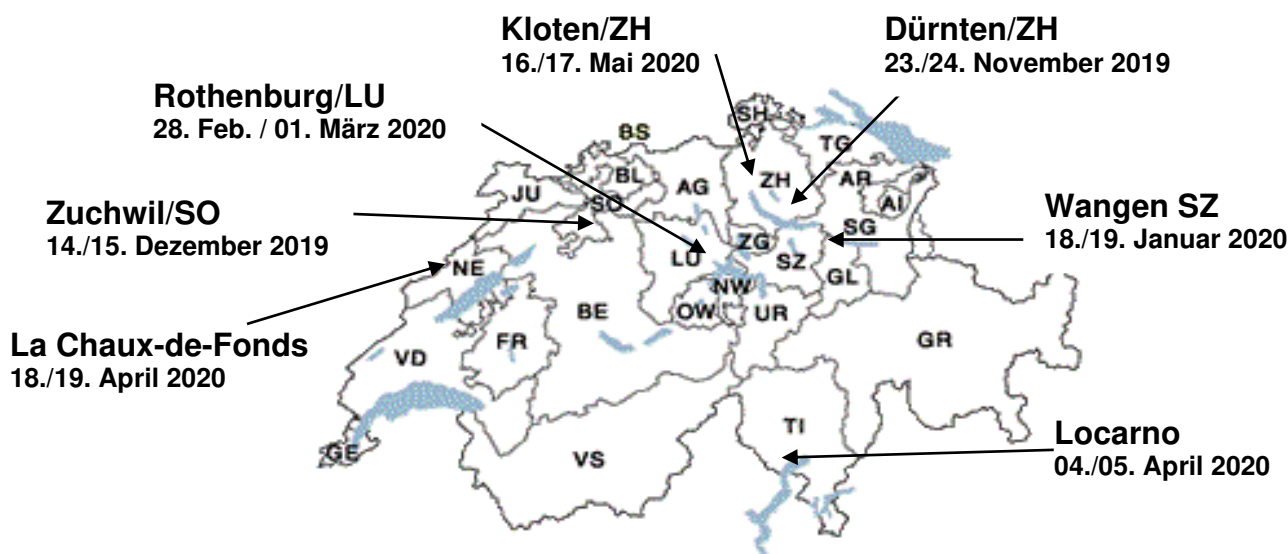 Kloten/ZH
16./17. Mai 2020
Dürnten/ZH
23./24. November 2019
Rothenburg/LU
28. Feb. / 01. März 2020
Zuchwil/SO
14./15. Dezember 2019
Wangen SZ
18./19. Januar 2020
La Chaux-de-Fonds
18./19. April 2020
Locarno
04./05. April 2020
SH
BS
TG
BL
ZH
AR
JU
AG
AI
SO
SG
ZG
LU
SZ
NE
NW
GL
BE
OW
UR
FR
GR
VD
TI
GE
VS